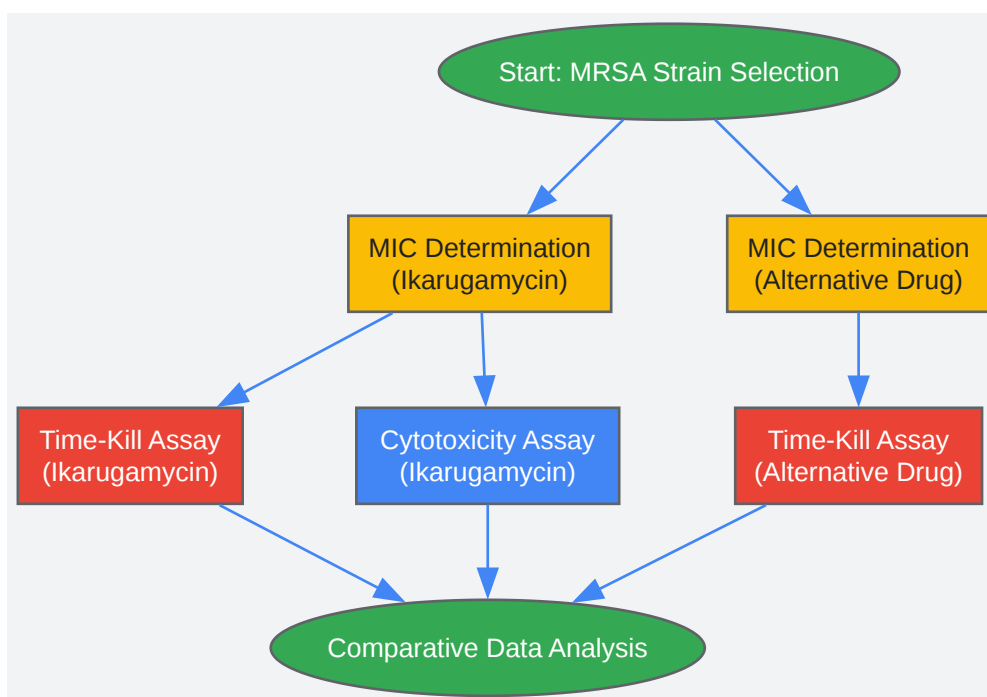 Start: MRSA Strain Selection
MIC Determination
(Ikarugamycin)
MIC Determination
(Alternative Drug)
Time-Kill Assay
(Ikarugamycin)
Cytotoxicity Assay
(Ikarugamycin)
Time-Kill Assay
(Alternative Drug)
Comparative Data Analysis